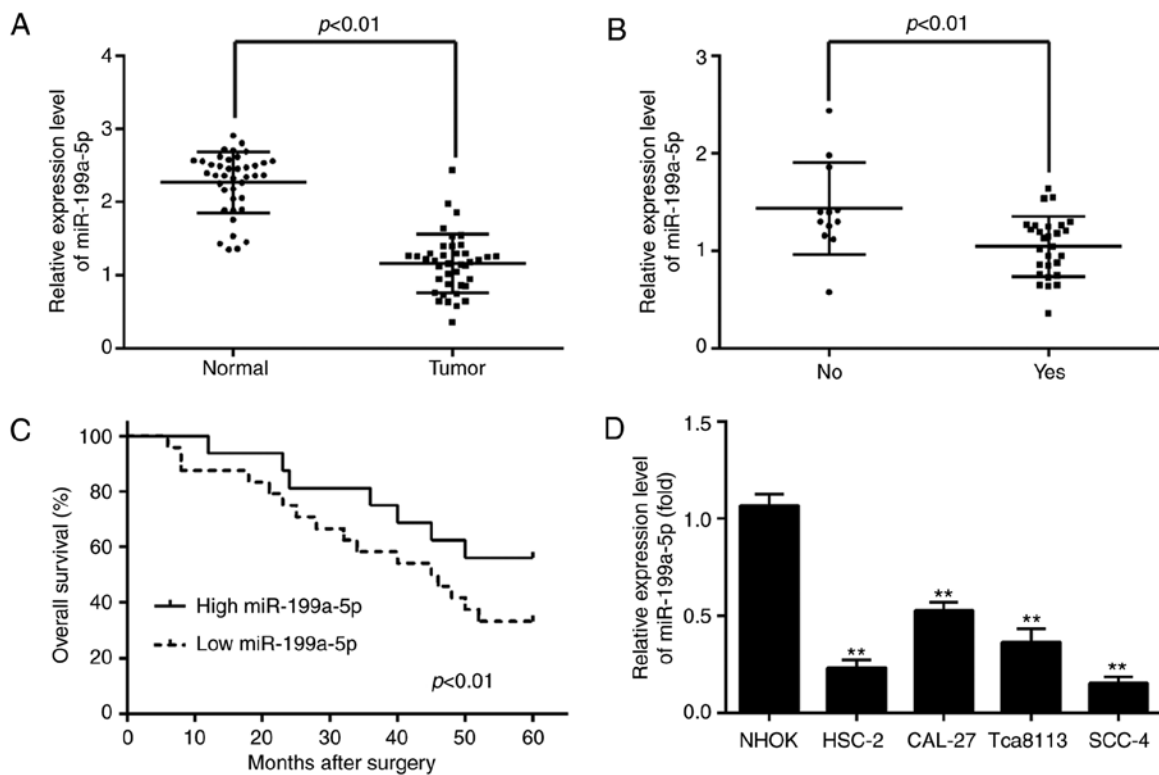 A
p<0.01
Relative expression level
of miR-199a-5p
4
3
2
1
0
Normal
Tumor
B
p<0.01
Relative expression level
of miR-199a-5p
3
2
1
0
No
Yes
C
Overall survival (%)
100
80
60
40
20
0
High miR-199a-5p
Low miR-199a-5p
p<0.01
0 10 20 30 40 50 60
Months after surgery
D
Relative expression level
of miR-199a-5p (fold)
1.5
1.0
0.5
0.0
**
**
**
**
NHOK HSC-2 CAL-27 Tca8113 SCC-4